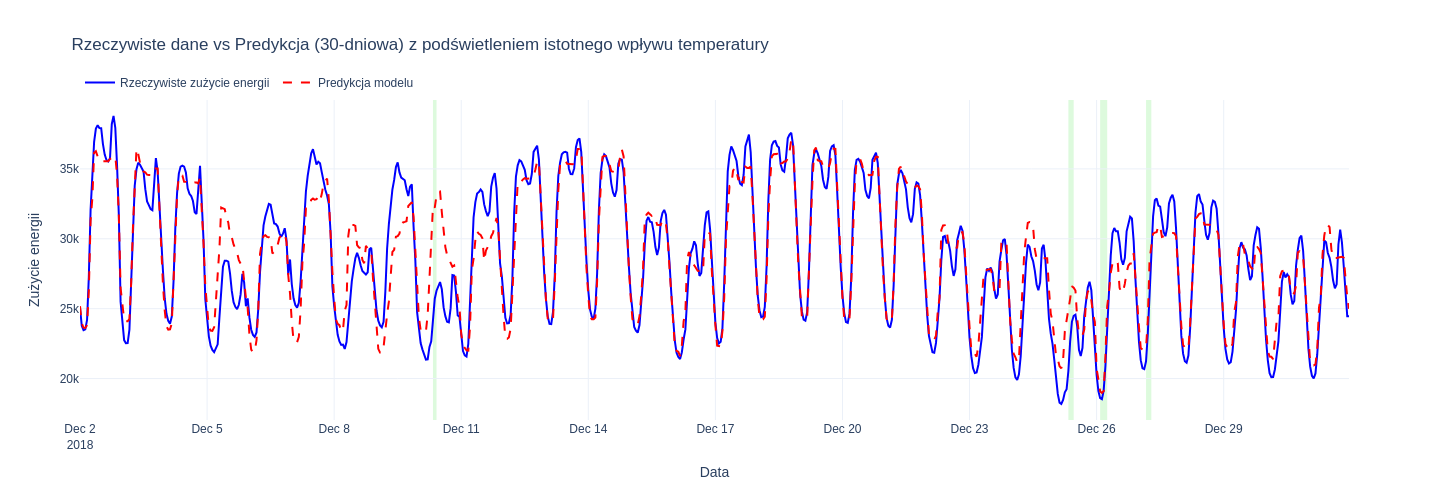 Rzeczywiste dane vs Predykcja (30-dniowa) z podświetleniem istotnego wpływu temperatury
Rzeczywiste zużycie energii Predykcja modelu
35k
30k
25k
20k
Zużycie energii
Dec 2 Dec 5 Dec 8 Dec 11 Dec 14 Dec 17 Dec 20 Dec 23 Dec 26 Dec 29
2018
Data